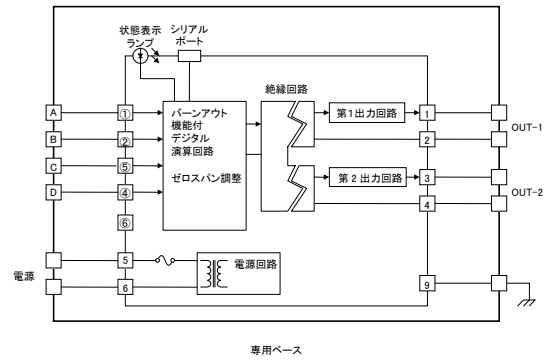 状態表示 シリアル
ランプ ポート
絶縁回路
A ① バーンアウト 第1出力回路 1
機能付 OUT-1
B ② デジタル 2
演算回路
C ⑤ ゼロスパン調整 第2出力回路 3
OUT-2
D ④ 4
⑥
電源 5 電源回路
6 9
専用ベース